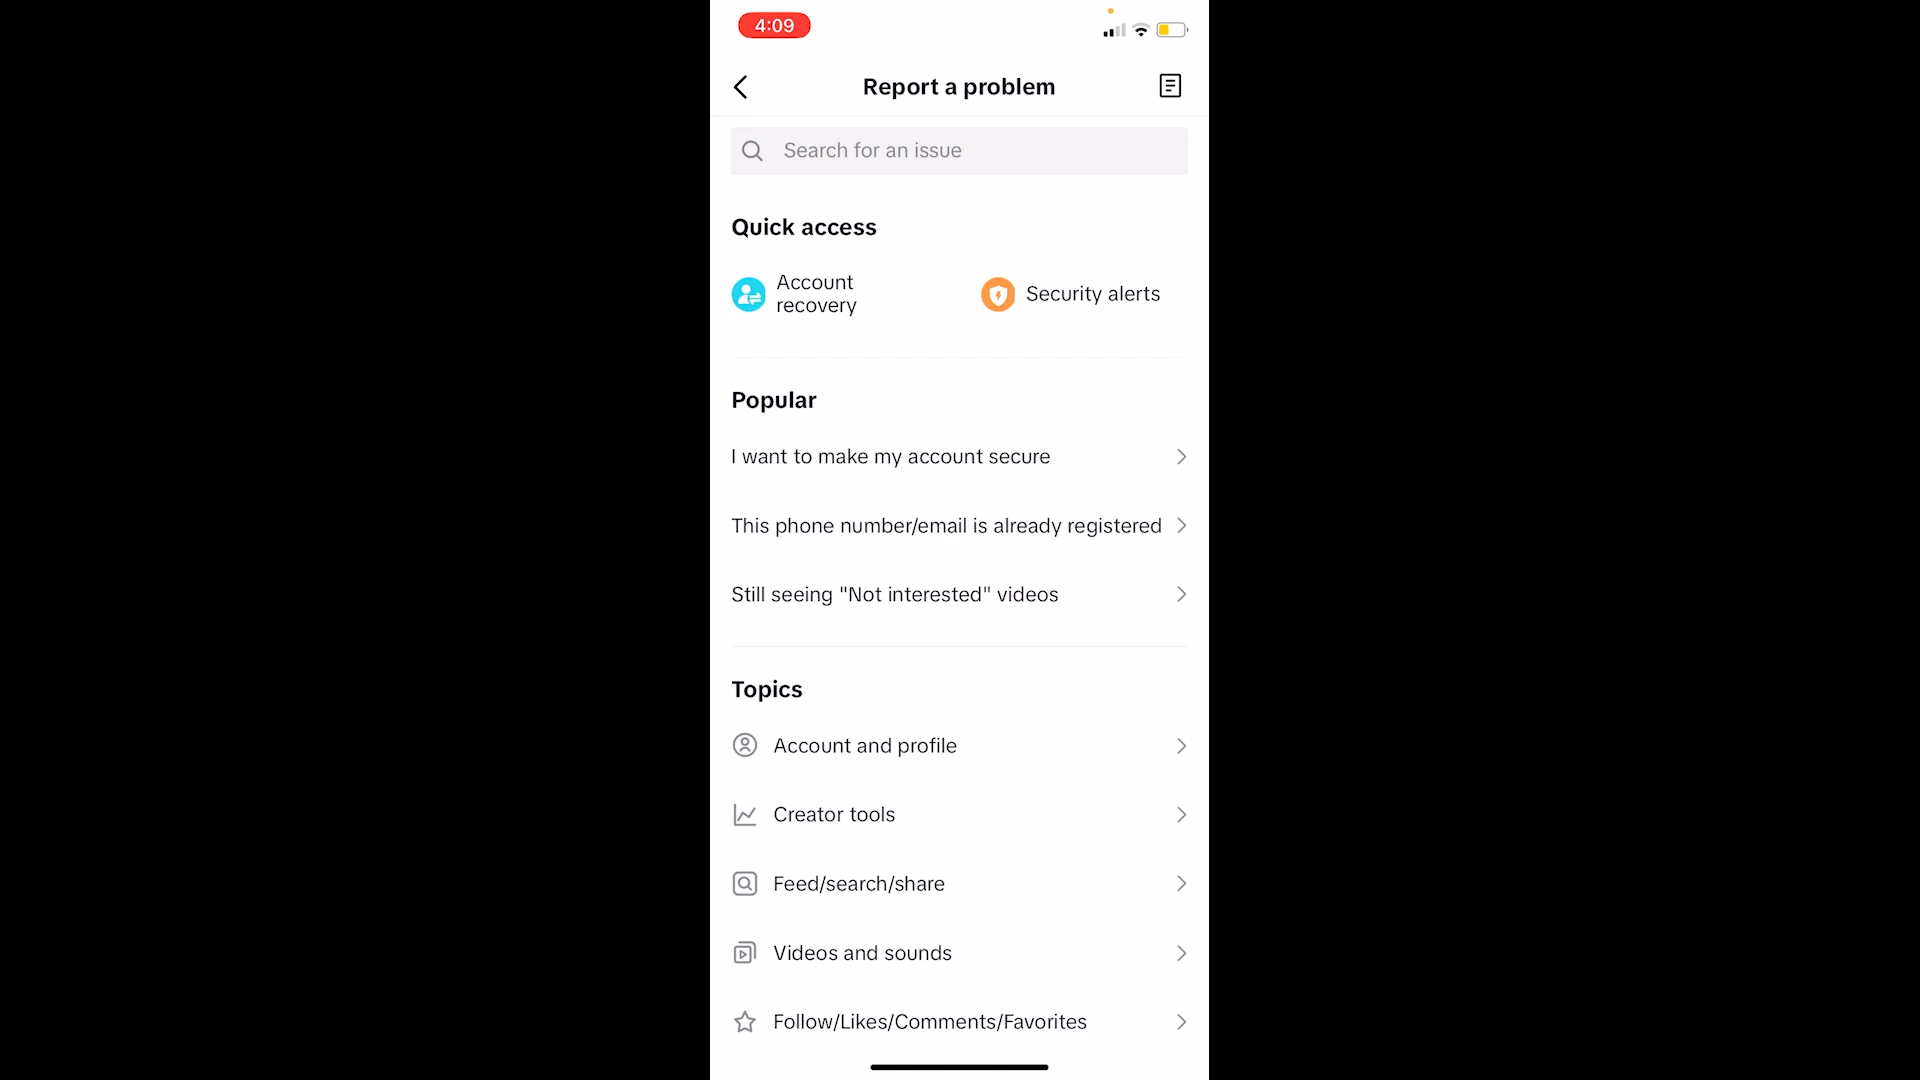 4:09
Report a problem
Search for an issue
Quick access
Account
recovery
Security alerts
Popular
I want to make my account secure
This phone number/email is already registered
Still seeing "Not interested" videos
Topics
Account and profile
Creator tools
Feed/search/share
Videos and sounds
Follow/Likes/Comments/Favorites